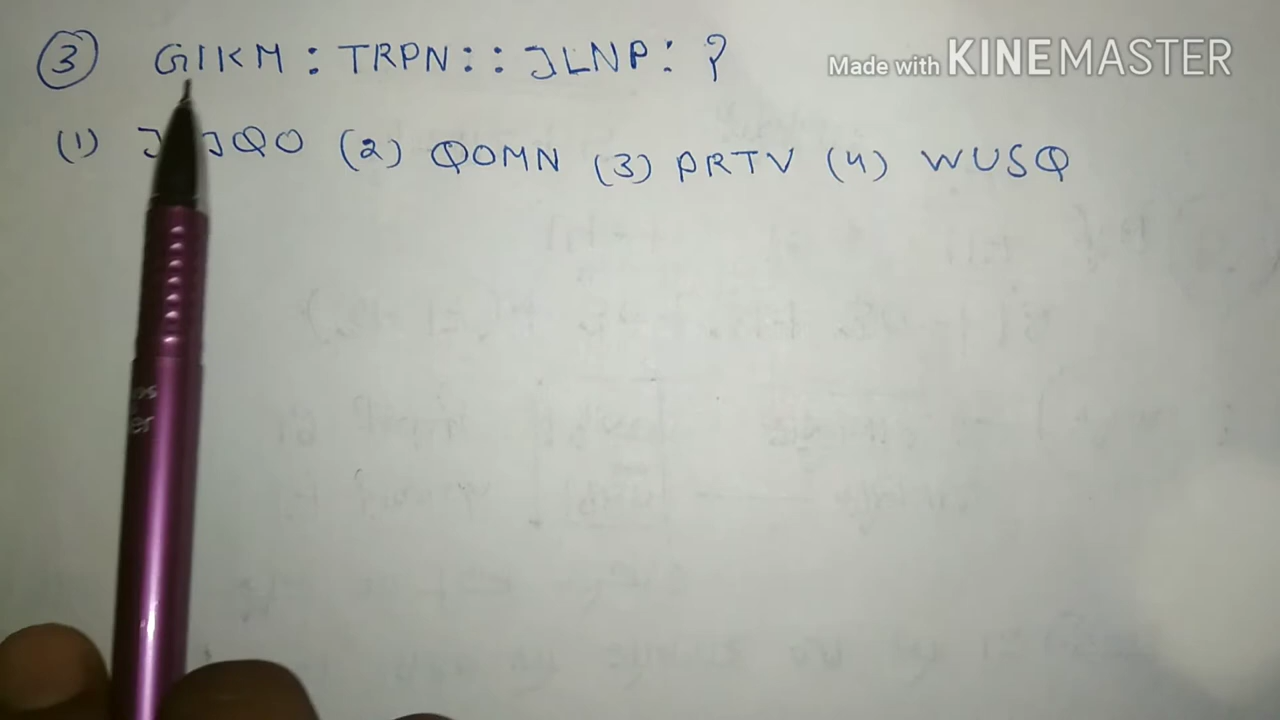 ③ GIKM : TRPN :: JLNP : ?
Made with KINEMASTER
(1) JQO (2) QOMN (3) PRTV (4) WUSQ